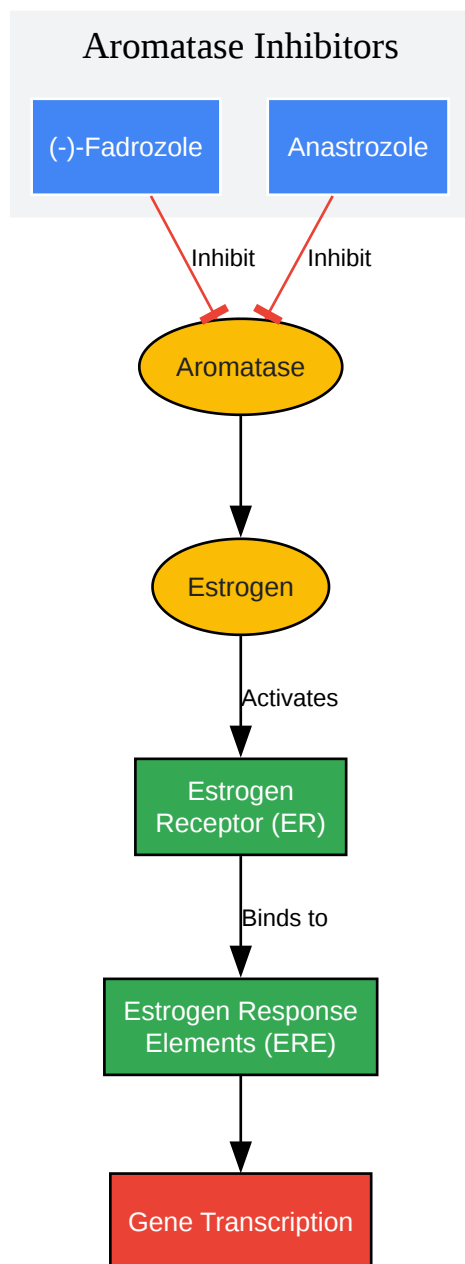 Aromatase Inhibitors
(-)-Fadrozole
Anastrozole
Inhibit
Inhibit
Aromatase
Estrogen
Activates
Estrogen
Receptor (ER)
Binds to
Estrogen Response
Elements (ERE)
Gene Transcription